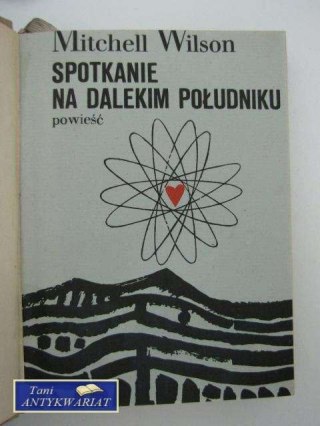 Mitchell Wilson
SPOTKANIE
NA DALEKIM POŁUDNIKU
powieść
Tani
ANTYKWARIAT